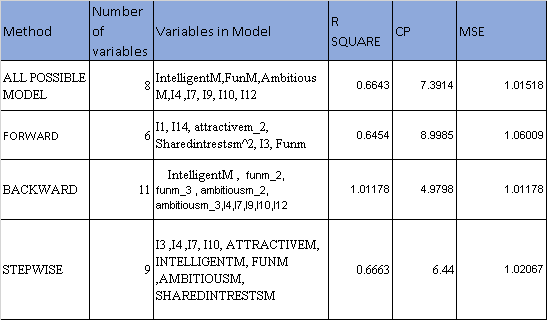 Method
Number
of
variables
Variables in Model
R
SQUARE
CP
MSE
ALL POSSIBLE
MODEL
8
IntelligentM,FunM,Ambitious
M,I4 ,I7, I9, I10, I12
0.6643
7.3914
1.01518
FORWARD
6
I1, I14, attractivem_2,
Sharedintrestsm^2, I3, Funm
0.6454
8.9985
1.06009
BACKWARD
11
IntelligentM , funm_2,
funm_3 , ambitiousm_2,
ambitiousm_3,I4,I7,I9,I10,I12
1.01178
4.9798
1.01178
STEPWISE
9
I3 ,I4 ,I7, I10, ATTRACTIVEM,
INTELLIGENTM, FUNM
,AMBITIOUSM,
SHAREDINTRESTSM
0.6663
6.44
1.02067